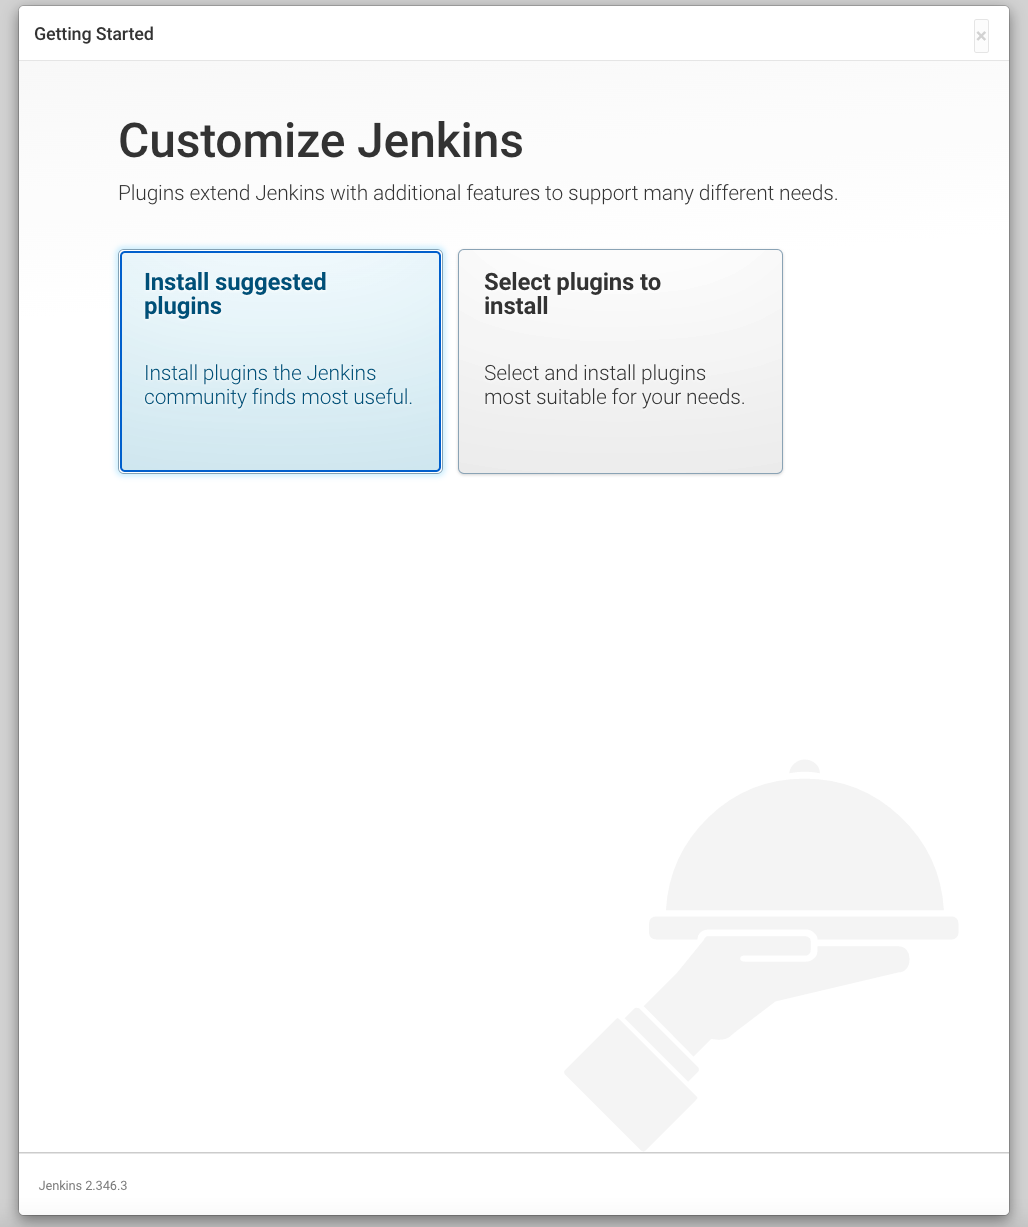 Getting Started
×
Customize Jenkins
Plugins extend Jenkins with additional features to support many different needs.
Install suggested
plugins
Install plugins the Jenkins
community finds most useful.
Select plugins to
install
Select and install plugins
most suitable for your needs.
Jenkins 2.346.3